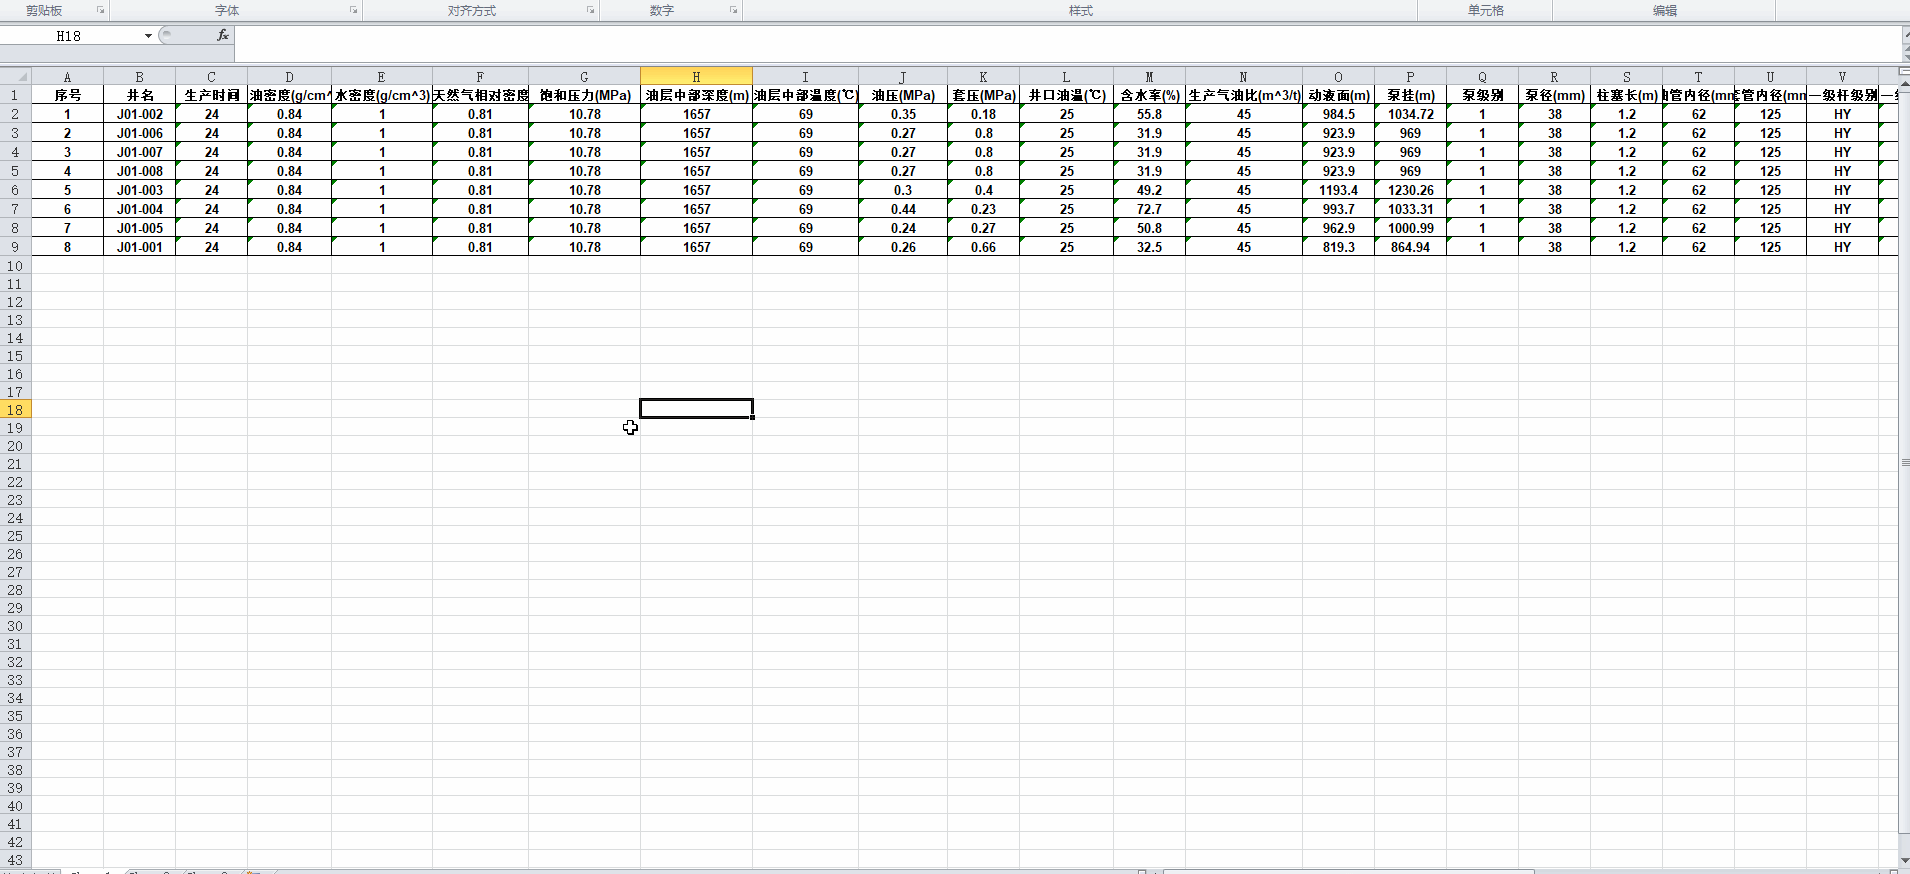 剪贴板 字体 对齐方式 数字 样式 单元格 编辑
H18 fx
A B C D E F G H I J K L M N O P Q R S T U V
1 序号 井名 生产时间 油密度(g/cm^ 水密度(g/cm^3) 天然气相对密度 饱和压力(MPa) 油层中部深度(m) 油层中部温度(℃) 油压(MPa) 套压(MPa) 井口油温(℃) 含水率(%) 生产气油比(m^3/t) 动液面(m) 泵挂(m) 泵级别 泵径(mm) 柱塞长(m) 管内径(mm 管内径(mm 一级杆级别 一
2 1 J01-002 24 0.84 1 0.81 10.78 1657 69 0.35 0.18 25 55.8 45 984.5 1034.72 1 38 1.2 62 125 HY
3 2 J01-006 24 0.84 1 0.81 10.78 1657 69 0.27 0.8 25 31.9 45 923.9 969 1 38 1.2 62 125 HY
4 3 J01-007 24 0.84 1 0.81 10.78 1657 69 0.27 0.8 25 31.9 45 923.9 969 1 38 1.2 62 125 HY
5 4 J01-008 24 0.84 1 0.81 10.78 1657 69 0.27 0.8 25 31.9 45 923.9 969 1 38 1.2 62 125 HY
6 5 J01-003 24 0.84 1 0.81 10.78 1657 69 0.3 0.4 25 49.2 45 1193.4 1230.26 1 38 1.2 62 125 HY
7 6 J01-004 24 0.84 1 0.81 10.78 1657 69 0.44 0.23 25 72.7 45 993.7 1033.31 1 38 1.2 62 125 HY
8 7 J01-005 24 0.84 1 0.81 10.78 1657 69 0.24 0.27 25 50.8 45 962.9 1000.99 1 38 1.2 62 125 HY
9 8 J01-001 24 0.84 1 0.81 10.78 1657 69 0.26 0.66 25 32.5 45 819.3 864.94 1 38 1.2 62 125 HY
10
11
12
13
14
15
16
17
18
19
20
21
22
23
24
25
26
27
28
29
30
31
32
33
34
35
36
37
38
39
40
41
42
43